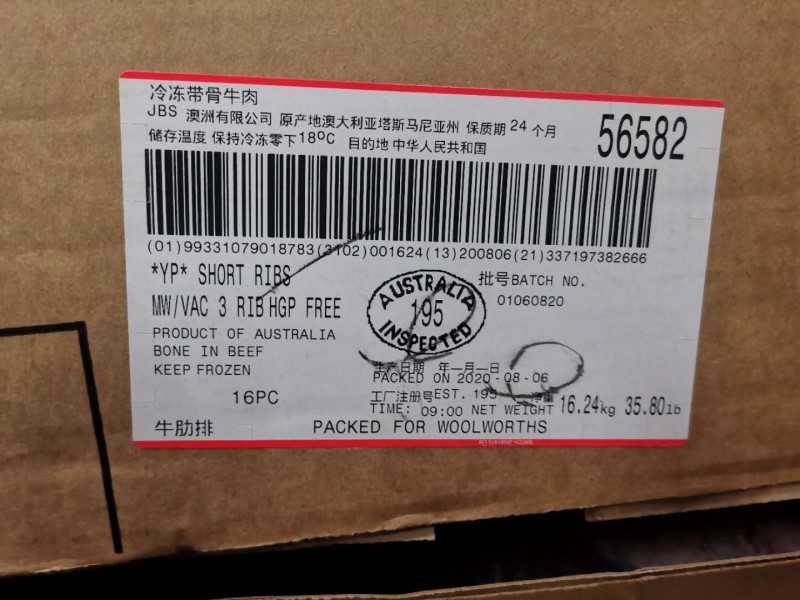 冷冻带骨牛肉
JBS 澳洲有限公司 原产地澳大利亚塔斯马尼亚州 保质期 24 个月
56582
储存温度 保持冷冻零下18ºC 目的地 中华人民共和国
(01)99331079018783(3102)001624(13)200806(21)337197382666
*YP* SHORT RIBS
MW/VAC 3 RIB HGP FREE
PRODUCT OF AUSTRALIA
BONE IN BEEF
KEEP FROZEN
16PC
牛肋排
AUSTRALIA
195
INSPECTED
批号BATCH NO.
01060820
生产日期 年—月—日
PACKED ON 2020-08-06
工厂注册号EST. 195 净重
TIME: 09:00 NET WEIGHT 16.24kg 35.80lb
PACKED FOR WOOLWORTHS